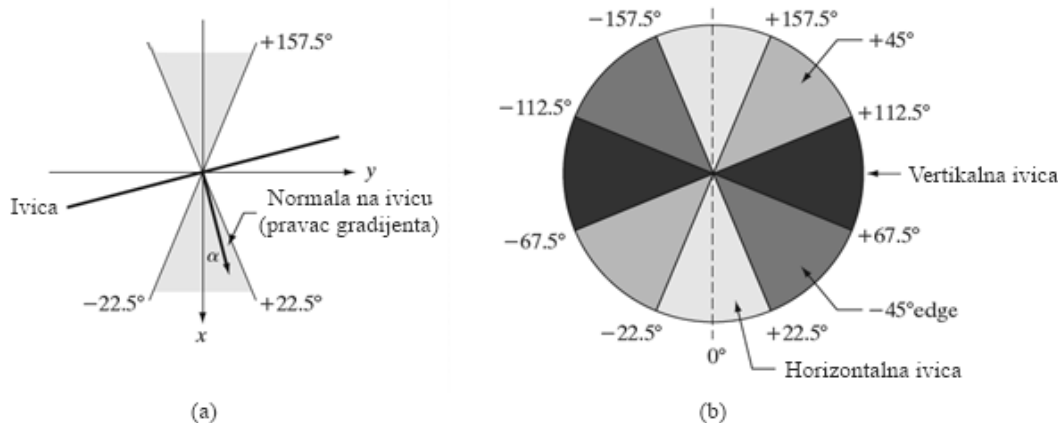 +157.5°
y
Ivica
Normala na ivicu
(pravac gradijenta)
α
−22.5°
+22.5°
x
(a)
−157.5°
+157.5°
+45°
−112.5°
+112.5°
Vertikalna ivica
−67.5°
+67.5°
−45°edge
−22.5°
+22.5°
0°
Horizontalna ivica
(b)